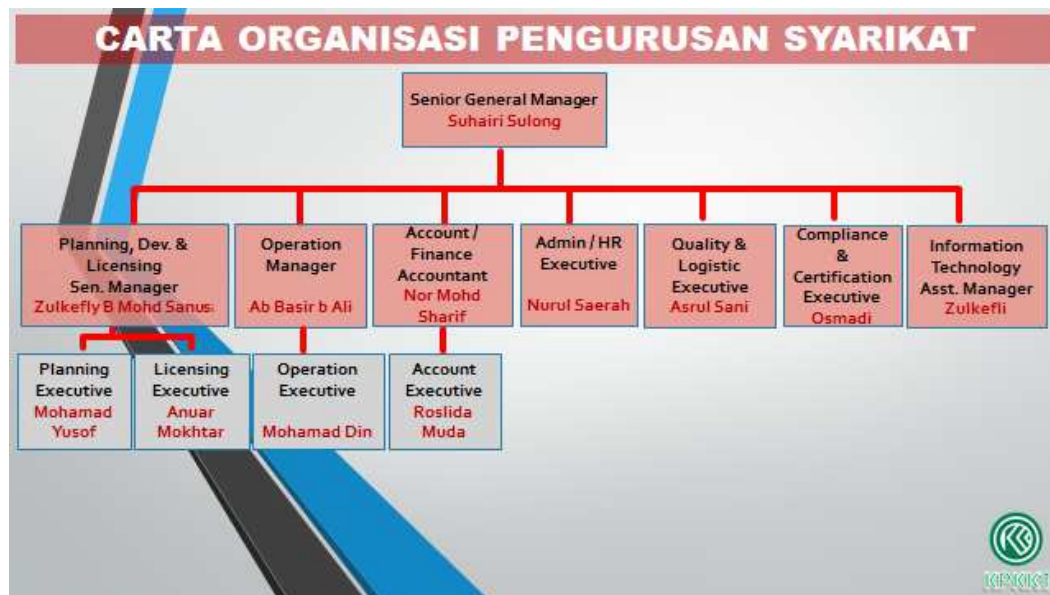 CARTA ORGANISASI PENGURUSAN SYARIKAT
Senior General Manager
Suhairi Sulong
Planning, Dev. &
Licensing
Sen. Manager
Zulkefly B Mohd Sanus
Operation
Manager
Ab Basir b Ali
Account /
Finance
Accountant
Nor Mohd
Sharif
Admin / HR
Executive
Nurul Saerah
Quality &
Logistic
Executive
Asrul Sani
Compliance
&
Certification
Executive
Osmadi
Information
Technology
Asst. Manager
Zulkefli
Planning
Executive
Mohamad
Yusof
Licensing
Executive
Anuar
Mokhtar
Operation
Executive
Mohamad Din
Account
Executive
Roslida
Muda